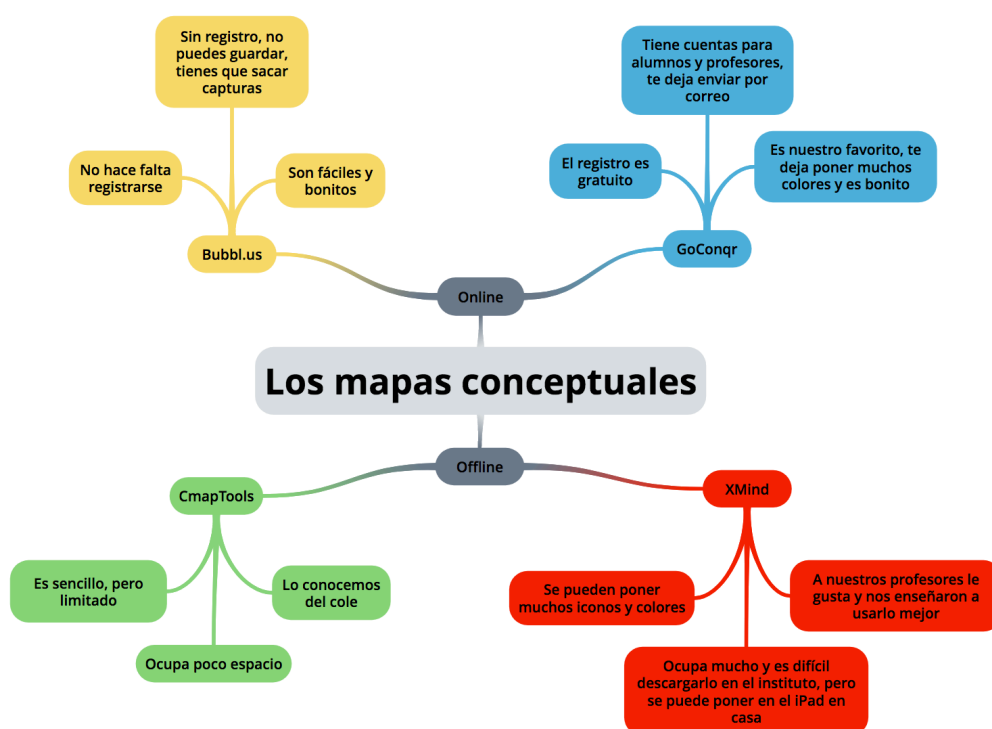 Sin registro, no
puedes guardar,
tienes que sacar
capturas
No hace falta
registrarse
Son fáciles y
bonitos
Bubbl.us
Tiene cuentas para
alumnos y profesores,
te deja enviar por
correo
El registro es
gratuito
Es nuestro favorito, te
deja poner muchos
colores y es bonito
GoConqr
Online
Los mapas conceptuales
Offline
CmapTools
Es sencillo, pero
limitado
Lo conocemos
del cole
Ocupa poco espacio
XMind
Se pueden poner
muchos iconos y colores
A nuestros profesores le
gusta y nos enseñaron a
usarlo mejor
Ocupa mucho y es difícil
descargarlo en el instituto, pero
se puede poner en el iPad en
casa